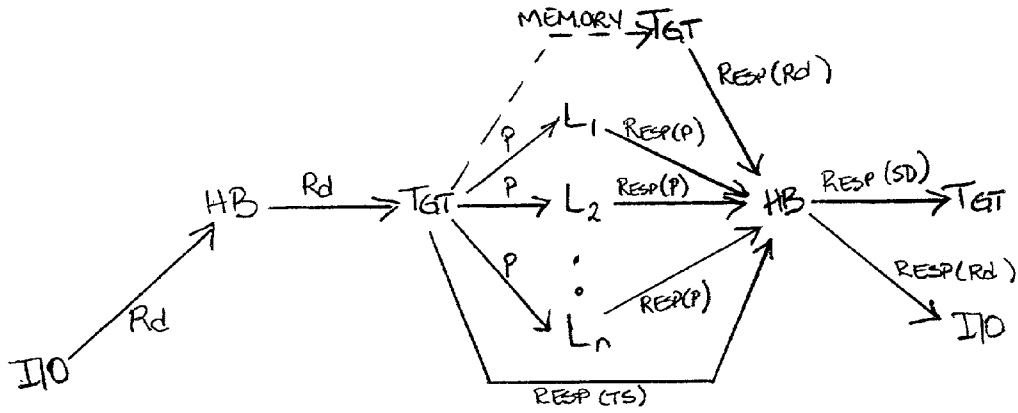 MEMORY TGT
RESP(Rd)
P L1 RESP(P)
HB Rd TGT P L2 RESP(P) HB RESP(SD) TGT
P RESP(P) RESP(Rd)
Rd Ln I/O
I/O
RESP(TS)